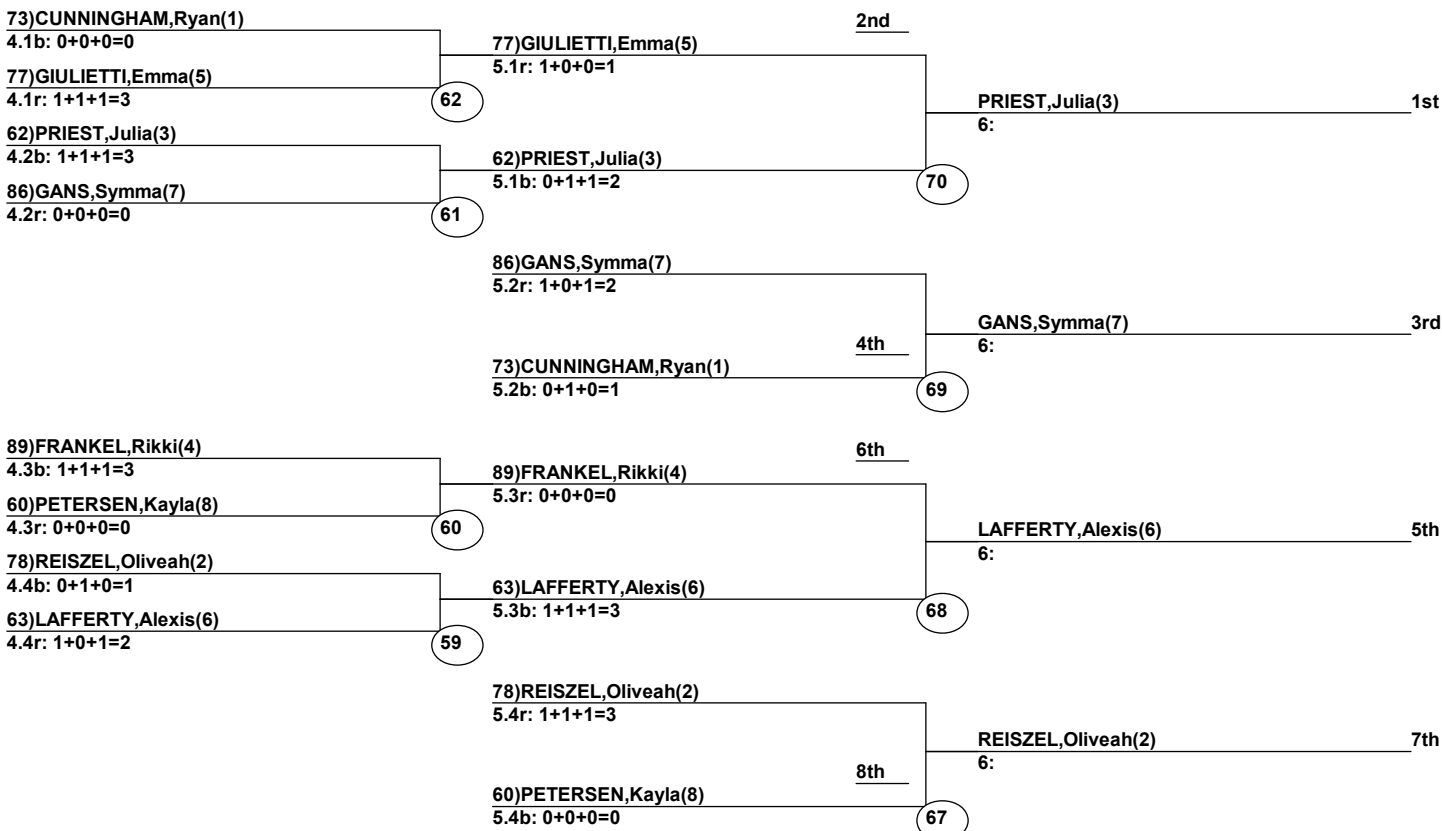 73)CUNNINGHAM,Ryan(1)
4.1b: 0+0+0=0
77)GIULIETTI,Emma(5)
4.1r: 1+1+1=3
62
62)PRIEST,Julia(3)
4.2b: 1+1+1=3
86)GANS,Symma(7)
4.2r: 0+0+0=0
61
77)GIULIETTI,Emma(5)
5.1r: 1+0+0=1
62)PRIEST,Julia(3)
5.1b: 0+1+1=2
70
2nd
PRIEST,Julia(3)
6:
1st
86)GANS,Symma(7)
5.2r: 1+0+1=2
73)CUNNINGHAM,Ryan(1)
5.2b: 0+1+0=1
69
4th
GANS,Symma(7)
6:
3rd
89)FRANKEL,Rikki(4)
4.3b: 1+1+1=3
60)PETERSEN,Kayla(8)
4.3r: 0+0+0=0
60
78)REISZEL,Oliveah(2)
4.4b: 0+1+0=1
63)LAFFERTY,Alexis(6)
4.4r: 1+0+1=2
59
89)FRANKEL,Rikki(4)
5.3r: 0+0+0=0
63)LAFFERTY,Alexis(6)
5.3b: 1+1+1=3
68
6th
LAFFERTY,Alexis(6)
6:
5th
78)REISZEL,Oliveah(2)
5.4r: 1+1+1=3
60)PETERSEN,Kayla(8)
5.4b: 0+0+0=0
67
8th
REISZEL,Oliveah(2)
6:
7th